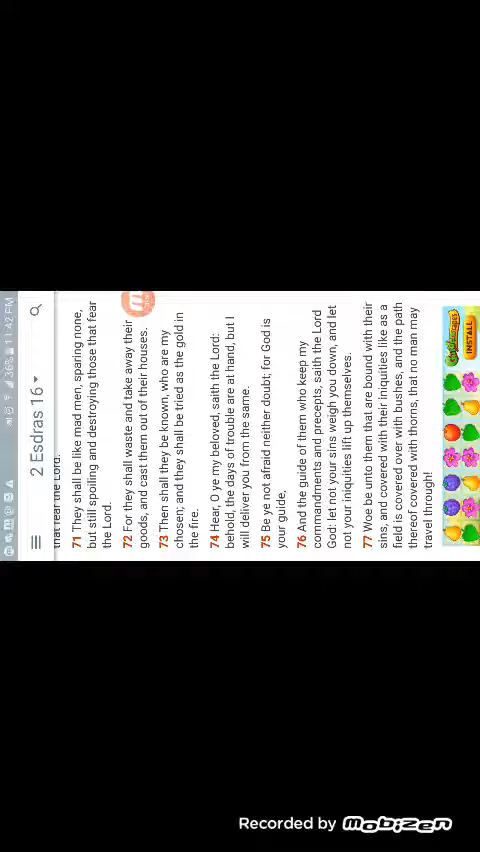 36% 11:42 PM
2 Esdras 16
that fear the Lord.
71 They shall be like mad men, sparing none,
but still spoiling and destroying those that fear
the Lord.
72 For they shall waste and take away their
goods, and cast them out of their houses.
73 Then shall they be known, who are my
chosen; and they shall be tried as the gold in
the fire.
74 Hear, O ye my beloved, saith the Lord:
behold, the days of trouble are at hand, but I
will deliver you from the same.
75 Be ye not afraid neither doubt; for God is
your guide,
76 And the guide of them who keep my
commandments and precepts, saith the Lord
God: let not your sins weigh you down, and let
not your iniquities lift up themselves.
77 Woe be unto them that are bound with their
sins, and covered with their iniquities like as a
field is covered over with bushes, and the path
thereof covered with thorns, that no man may
travel through!
INSTALL
Recorded by mobizen